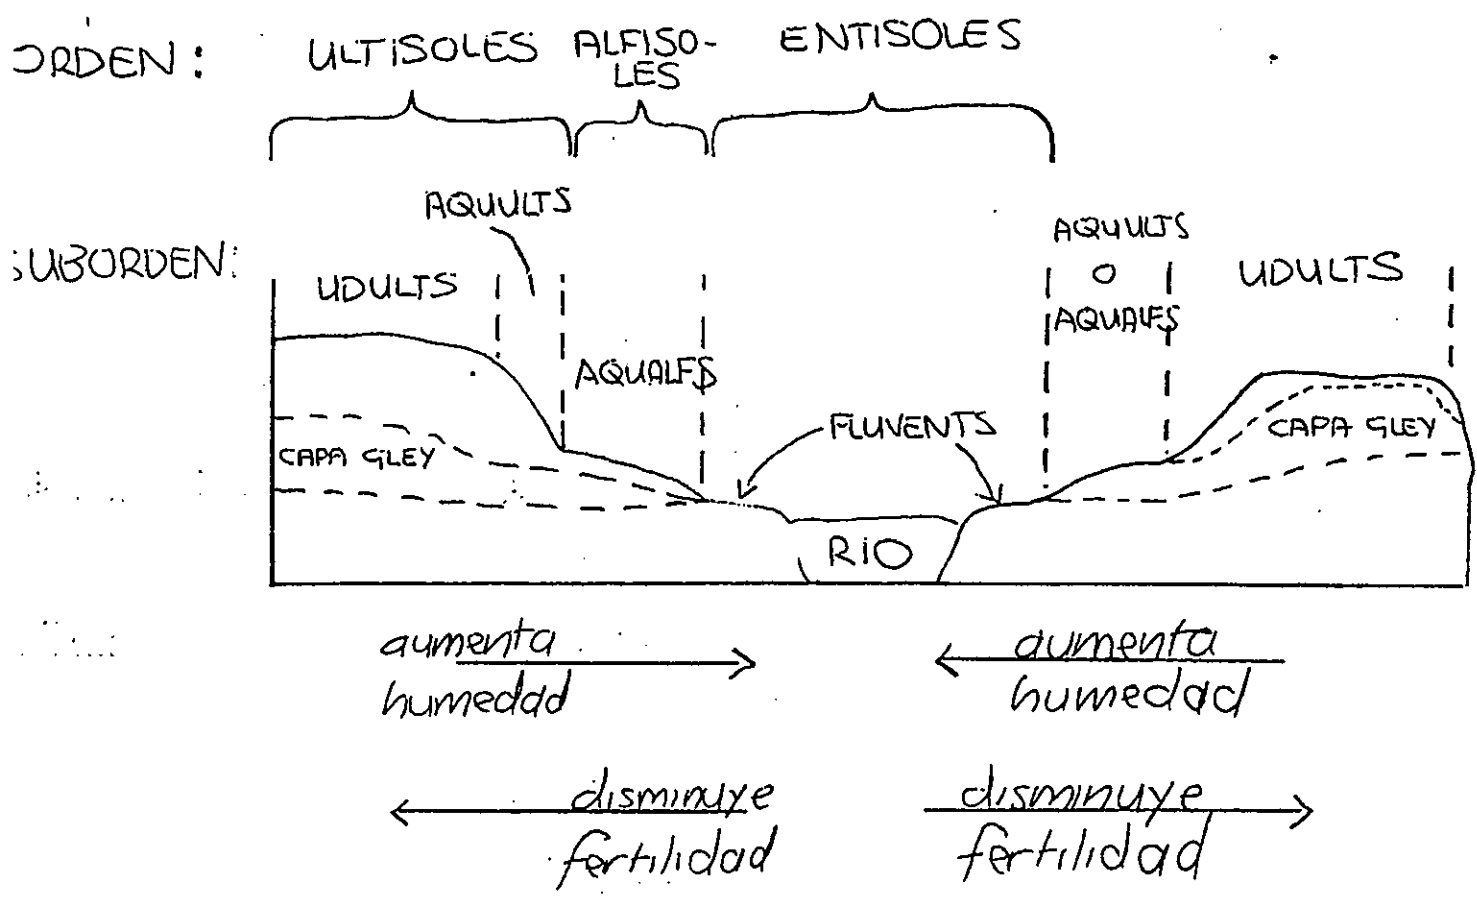 ORDEN: ULTISOLES ALFISO- ENTISOLES
LES
AQUULTS
SUBORDEN:
UDULTS
AQUALFS
AQUULTS
O
AQUALFS
UDULTS
FLUVENTS
CAPA GLEY
CAPA GLEY
RIO
aumenta
humedad
aumenta
humedad
disminuye
fertilidad
disminuye
fertilidad